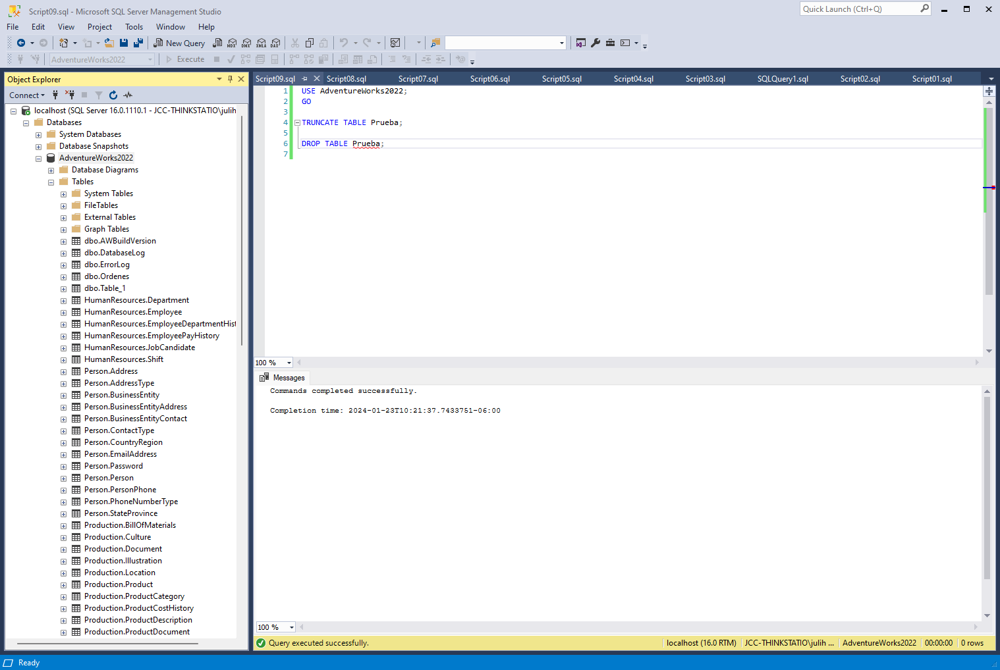 Script09.sql - Microsoft SQL Server Management Studio
Quick Launch (Ctrl+Q)
File Edit View Project Tools Window Help
New Query MDX DMX XMLA DAX
AdventureWorks2022 Execute
Object Explorer
Connect
localhost (SQL Server 16.0.1110.1 - JCC-THINKSTATIO\julih
Databases
System Databases
Database Snapshots
AdventureWorks2022
Database Diagrams
Tables
System Tables
FileTables
External Tables
Graph Tables
dbo.AWBuildVersion
dbo.DatabaseLog
dbo.ErrorLog
dbo.Ordenes
dbo.Table_1
HumanResources.Department
HumanResources.Employee
HumanResources.EmployeeDepartmentHist
HumanResources.EmployeePayHistory
HumanResources.JobCandidate
HumanResources.Shift
Person.Address
Person.AddressType
Person.BusinessEntity
Person.BusinessEntityAddress
Person.BusinessEntityContact
Person.ContactType
Person.CountryRegion
Person.EmailAddress
Person.Password
Person.Person
Person.PersonPhone
Person.PhoneNumberType
Person.StateProvince
Production.BillOfMaterials
Production.Culture
Production.Document
Production.Illustration
Production.Location
Production.Product
Production.ProductCategory
Production.ProductCostHistory
Production.ProductDescription
Production.ProductDocument
Script09.sql Script08.sql Script07.sql Script06.sql Script05.sql Script04.sql Script03.sql SQLQuery1.sql Script02.sql Script01.sql
1 USE AdventureWorks2022;
2 GO
3
4 TRUNCATE TABLE Prueba;
5
6 DROP TABLE Prueba;
7
100 %
Messages
Commands completed successfully.
Completion time: 2024-01-23T10:21:37.7433751-06:00
100 %
Query executed successfully. localhost (16.0 RTM) JCC-THINKSTATIO\julih ... AdventureWorks2022 00:00:00 0 rows
Ready